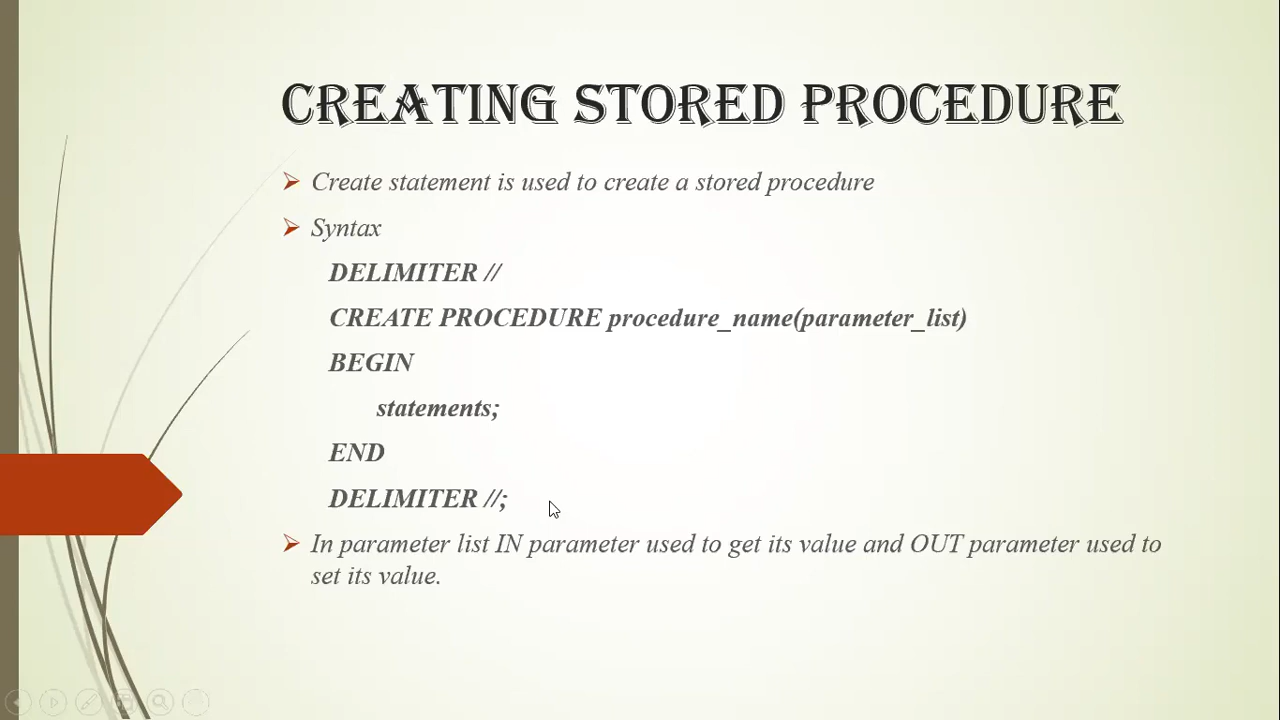 CREATING STORED PROCEDURE
Create statement is used to create a stored procedure
Syntax
DELIMITER //
CREATE PROCEDURE procedure_name(parameter_list)
BEGIN
statements;
END
DELIMITER //;
In parameter list IN parameter used to get its value and OUT parameter used to
set its value.